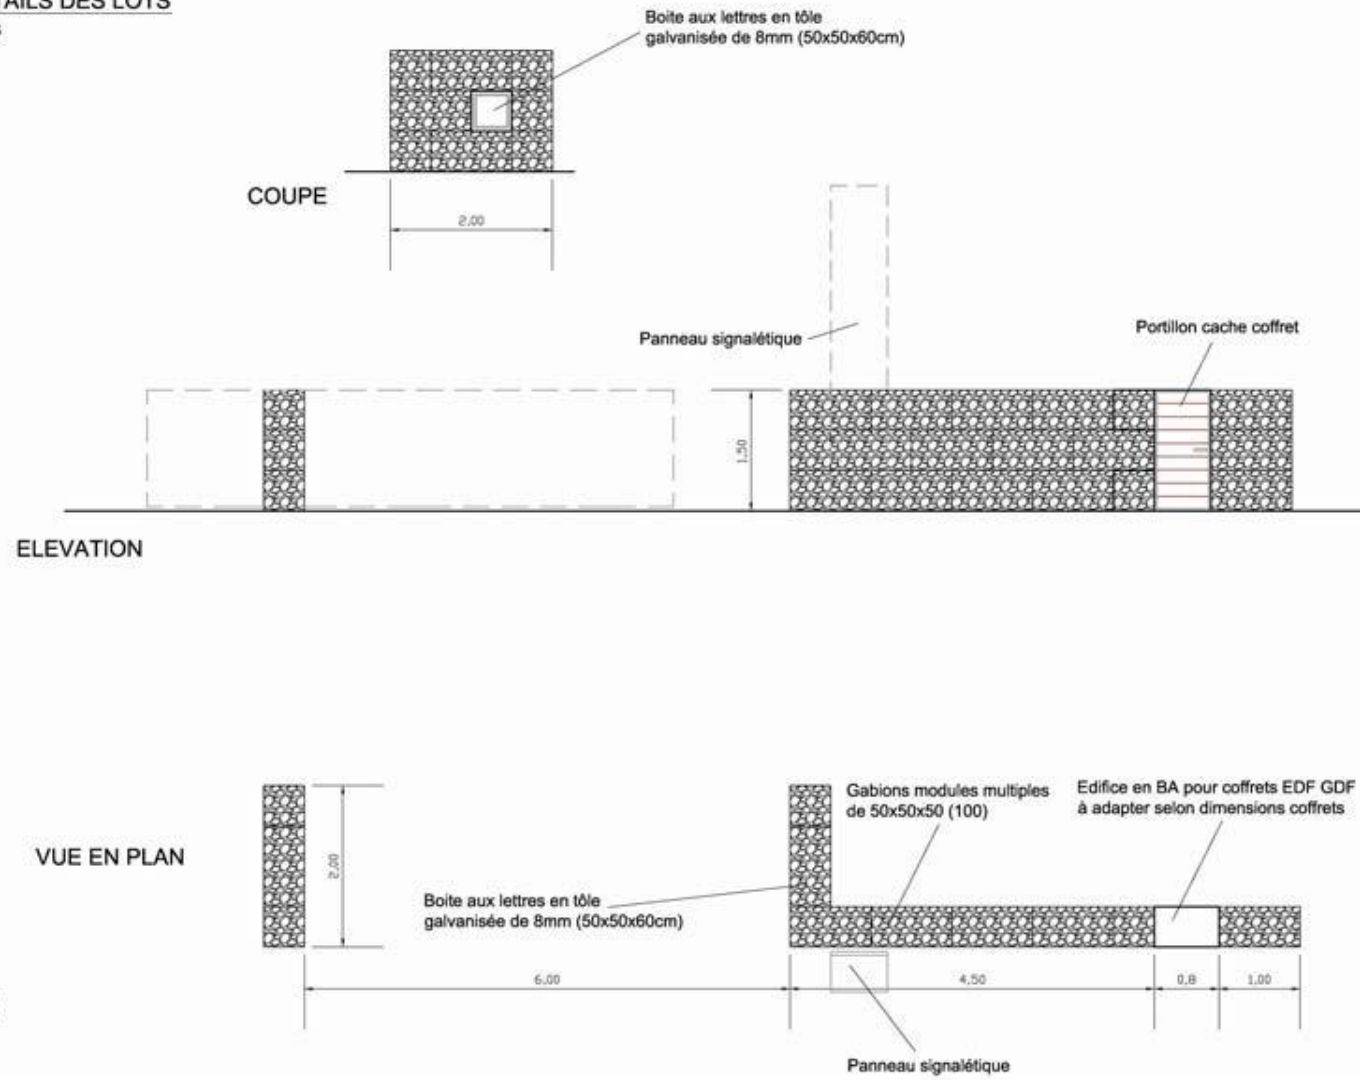 DES LOTS
Boite aux lettres en tôle
galvanisée de 8mm (50x50x60cm)
COUPE
2,00
Panneau signalétique
Portillon cache coffret
1,50
ELEVATION
VUE EN PLAN
2,00
Boite aux lettres en tôle
galvanisée de 8mm (50x50x60cm)
Gabions modules multiples
de 50x50x50 (100)
Edifice en BA pour coffrets EDF GDF
à adapter selon dimensions coffrets
6,00
4,50
0,8
1,00
Panneau signalétique